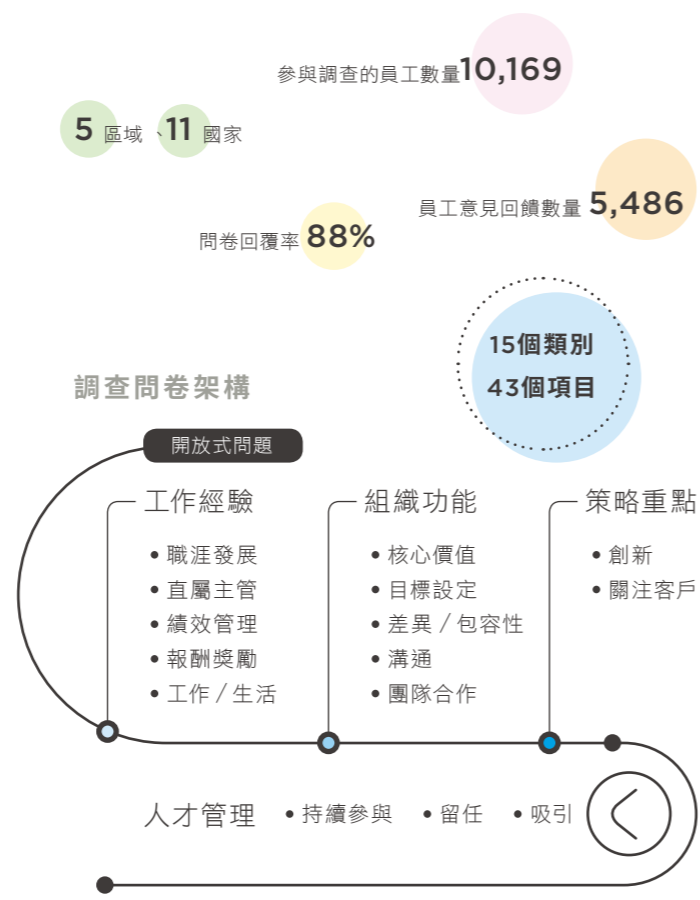 參與調查的員工數量10,169
5 區域、11 國家
員工意見回饋數量 5,486
問卷回覆率 88%
15個類別
43個項目
調查問卷架構
開放式問題
工作經驗
•職涯發展
•直屬主管
•績效管理
•報酬獎勵
•工作 / 生活
組織功能
•核心價值
•目標設定
•差異 / 包容性
•溝通
•團隊合作
策略重點
•創新
•關注客戶
人才管理 •持續參與 •留任 •吸引